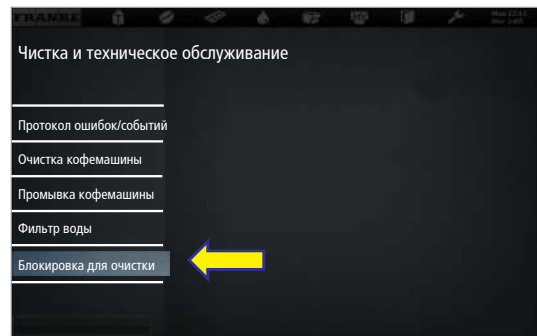 FRANKE
Чистка и техническое обслуживание
Протокол ошибок/событий
Очистка кофемашины
Промывка кофемашины
Фильтр воды
Блокировка для очистки